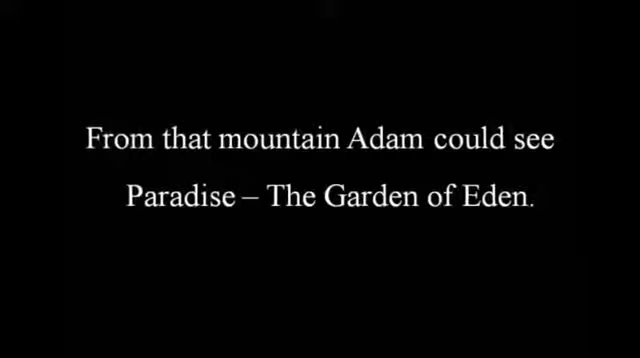 From that mountain Adam could see
Paradise – The Garden of Eden.